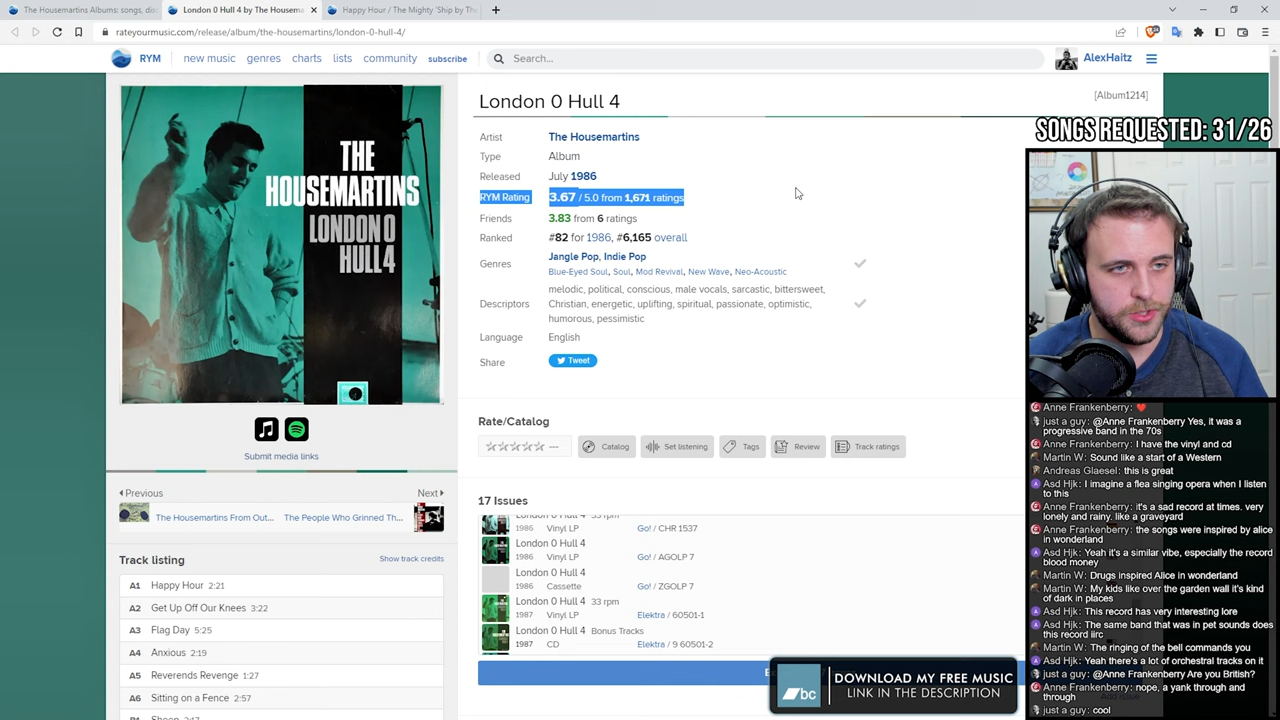 The Housemartins Albums: songs, dis
London 0 Hull 4 by The Housema
Happy Hour / The Mighty 'Ship by The
rateyourmusic.com/release/album/the-housemartins/london-0-hull-4/
RYM
new music
genres
charts
lists
community
subscribe
Search...
AlexHaitz
THE
HOUSEMARTINS
LONDON 0
HULL 4
London 0 Hull 4
[Album1214]
Artist The Housemartins
Type Album
Released July 1986
RYM Rating 3.67 / 5.0 from 1,671 ratings
Friends 3.83 from 6 ratings
Ranked #82 for 1986, #6,165 overall
Genres Jangle Pop, Indie Pop
Blue-Eyed Soul, Soul, Mod Revival, New Wave, Neo-Acoustic
Descriptors melodic, political, conscious, male vocals, sarcastic, bittersweet,
Christian, energetic, uplifting, spiritual, passionate, optimistic,
humorous, pessimistic
Language English
Share Tweet
Submit media links
Previous
Next
The Housemartins From Out...
The People Who Grinned Th...
Track listing
Show track credits
A1 Happy Hour 2:21
A2 Get Up Off Our Knees 3:22
A3 Flag Day 5:25
A4 Anxious 2:19
A5 Reverends Revenge 1:27
A6 Sitting on a Fence 2:57
B1 Sheep 2:17
Rate/Catalog
---
Catalog
Set listening
Tags
Review
Track ratings
17 Issues
London 0 Hull 4 33 rpm
1986 Vinyl LP Go! / CHR 1537
London 0 Hull 4
1986 Vinyl LP Go! / AGOLP 7
London 0 Hull 4
1986 Cassette Go! / ZGOLP 7
London 0 Hull 4 33 rpm
1987 Vinyl LP Elektra / 60501-1
London 0 Hull 4 Bonus Tracks
1987 CD Elektra / 9 60501-2
bc
DOWNLOAD MY FREE MUSIC
LINK IN THE DESCRIPTION
SONGS REQUESTED: 31/26
Anne Frankenberry: ❤️
just a guy: @Anne Frankenberry Yes, it was a
progressive band in the 70s
Anne Frankenberry: I have the vinyl and cd
Martin W: Sound like a start of a Western
Andreas Glaesel: this is great
Asd Hjk: I imagine a flea singing opera when I listen
to this
Anne Frankenberry: it's a sad record at times. very
lonely and rainy. like a graveyard
Anne Frankenberry: the songs were inspired by alice
in wonderland
Asd Hjk: Yeah it's a similar vibe, especially the record
blood money
Martin W: Drugs inspired Alice in wonderland
Martin W: My kids like over the garden wall it's kind
of dark in places
Asd Hjk: This record has very interesting lore
Asd Hjk: The same band that was in pet sounds does
this record iirc
Martin W: The ringing of the bell commands you
Asd Hjk: Yeah there's a lot of orchestral tracks on it
just a guy: @Anne Frankenberry Are you British?
Anne Frankenberry: nope, a yank through and
through
just a guy: cool